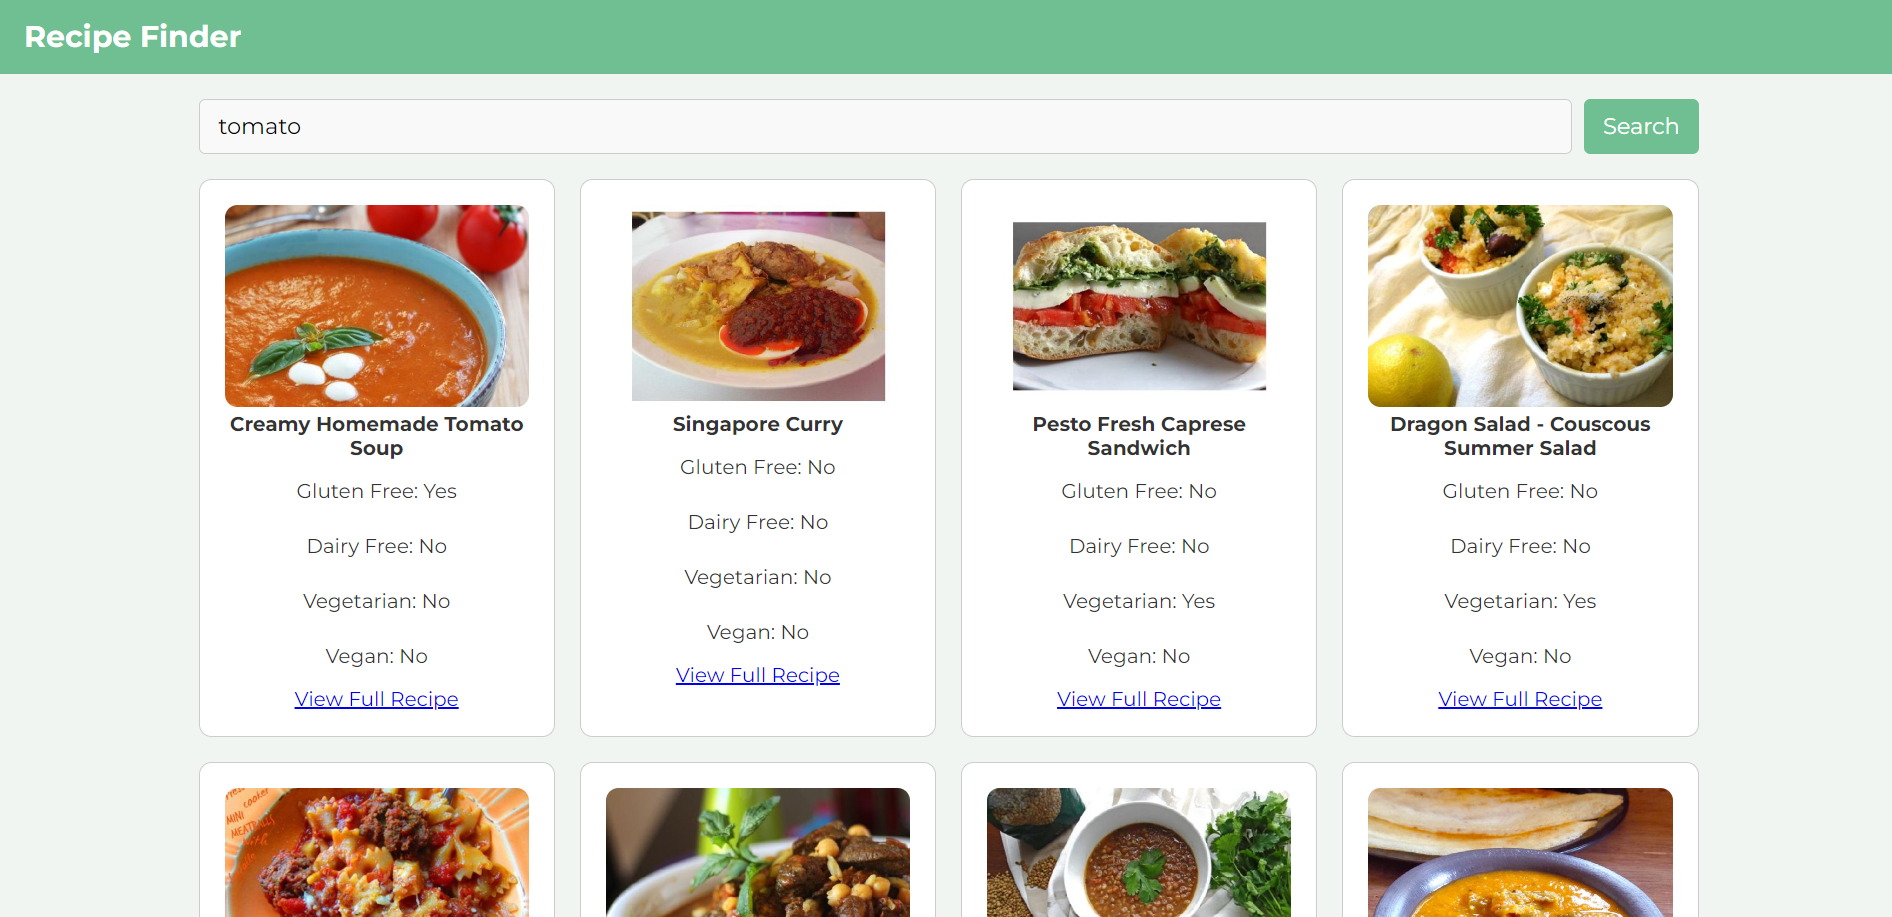 Recipe Finder
tomato
Search
Creamy Homemade Tomato
Soup
Gluten Free: Yes
Dairy Free: No
Vegetarian: No
Vegan: No
View Full Recipe
Singapore Curry
Gluten Free: No
Dairy Free: No
Vegetarian: No
Vegan: No
View Full Recipe
Pesto Fresh Caprese
Sandwich
Gluten Free: No
Dairy Free: No
Vegetarian: Yes
Vegan: No
View Full Recipe
Dragon Salad - Couscous
Summer Salad
Gluten Free: No
Dairy Free: No
Vegetarian: Yes
Vegan: No
View Full Recipe
cooker
MINI
MEATBALLS